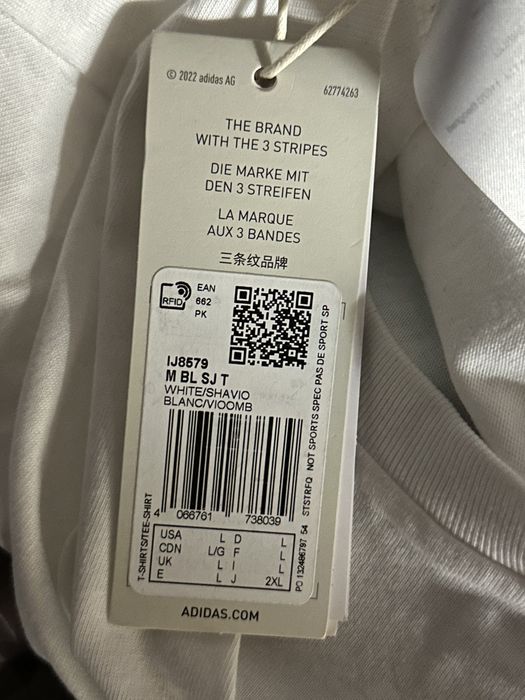 © 2022 adidas AG
62774263
THE BRAND
WITH THE 3 STRIPES
DIE MARKE MIT
DEN 3 STREIFEN
LA MARQUE
AUX 3 BANDES
三条纹品牌
RFID
EAN
662
PK
IJ8579
M BL SJ T
WHITE/SHAVIO
BLANC/VIOOMB
4 066761 738039
USA L D L
CDN L/G F L
UK L I L
E L J 2XL
T-SHIRTS/TEE-SHIRT
PO 132486797 54 STSTRFQ NOT SPORTS SPEC PAS DE SPORT SP
ADIDAS.COM